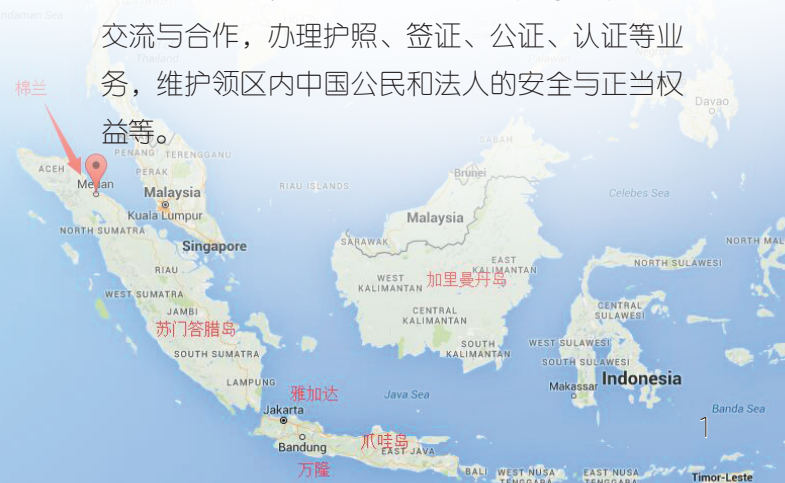 交流与合作，办理护照、签证、公证、认证等业
务，维护领区内中国公民和法人的安全与正当权
益等。
棉兰
Davao
SABAH
PENANG
TERENGGANU
ACEH
PERAK
Medan
Malaysia
RIAU ISLANDS
Brunei
Celebes Sea
Kuala Lumpur
Malaysia
NORTH SUMATRA
Singapore
SARAWAK
NORTH MAL
RIAU
EAST
KALIMANTAN
NORTH SULAWESI
WEST
KALIMANTAN
加里曼丹岛
WEST SUMATRA
JAMBI
CENTRAL
KALIMANTAN
CENTRAL
SULAWESI
苏门答腊岛
SOUTH SUMATRA
SOUTH
KALIMANTAN
WEST SULAWESI
SOUTH SULAWESI
LAMPUNG
Makassar
Indonesia
雅加达
Java Sea
Jakarta
Banda Sea
1
Bandung
爪哇岛
EAST JAVA
万隆
BALI
WEST NUSA
TENGGARA
EAST NUSA
TENGGARA
Timor-Leste